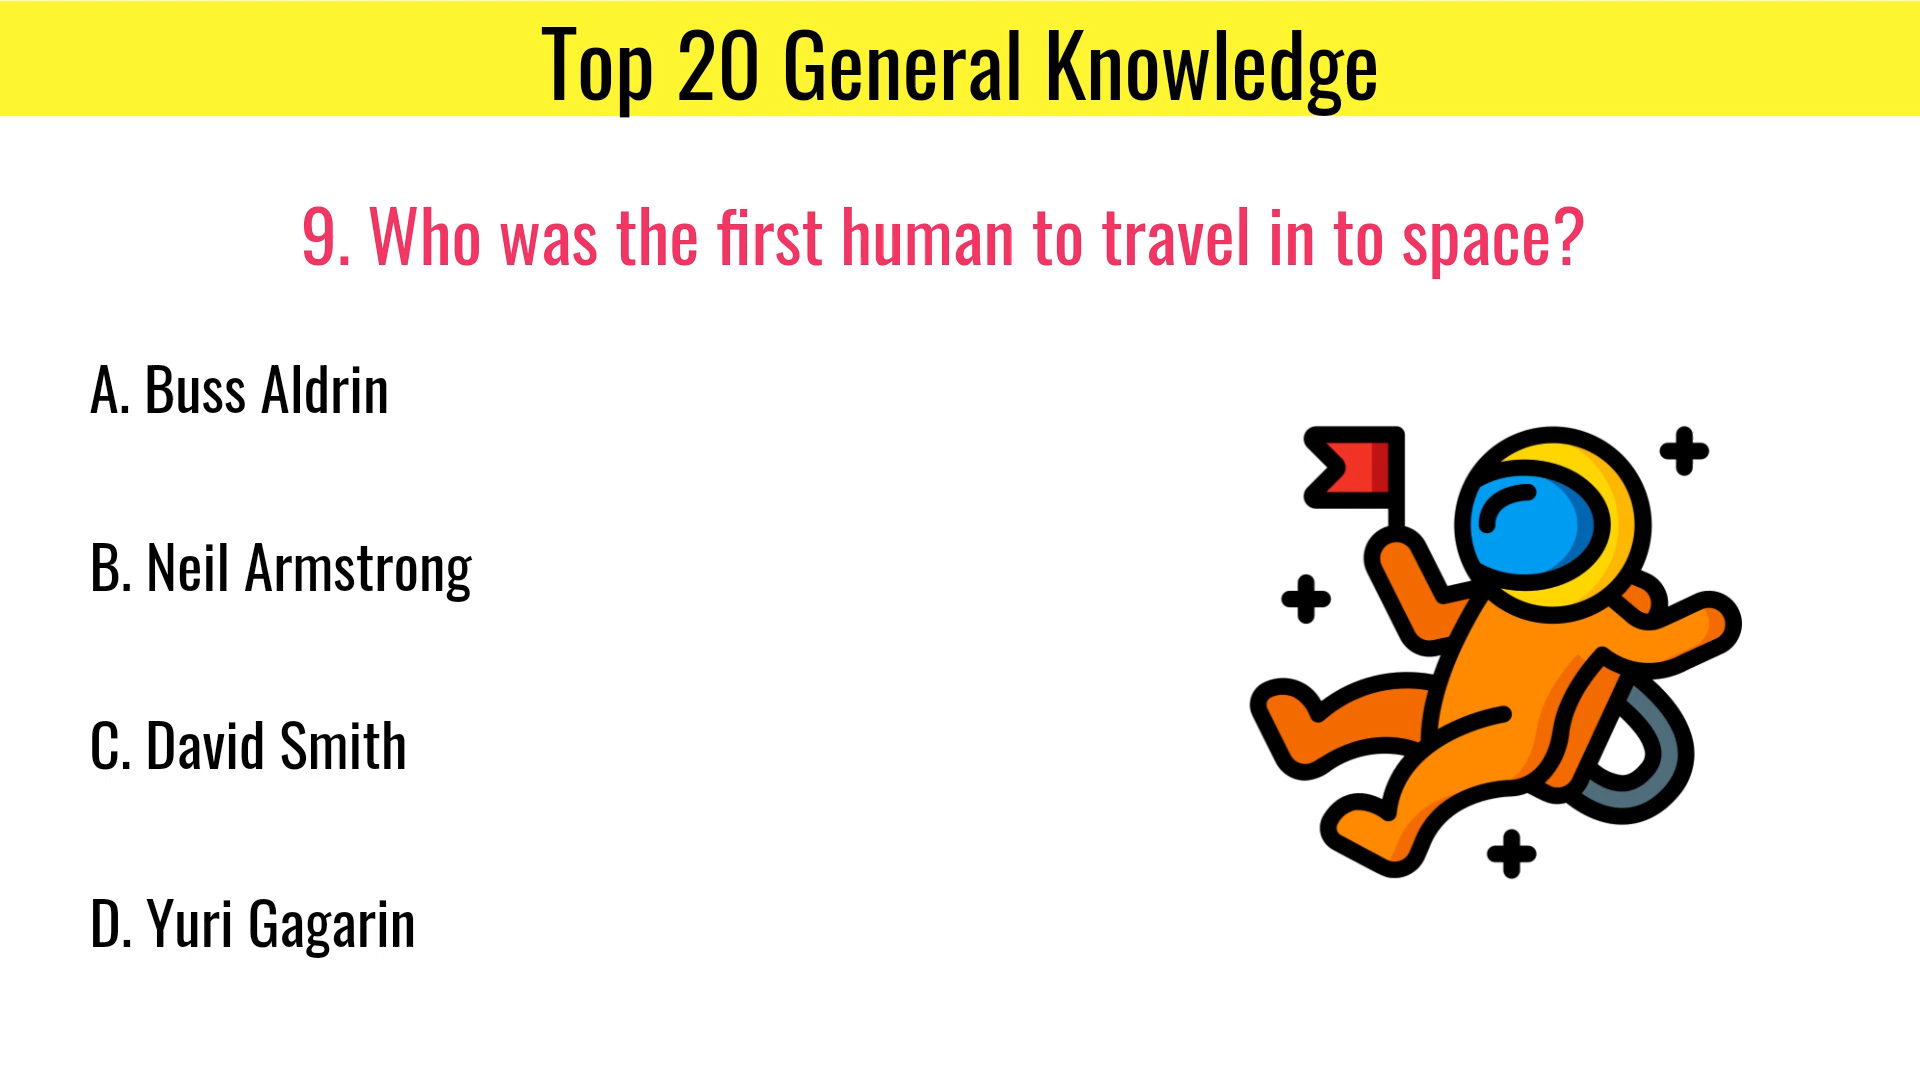 Top 20 General Knowledge
9. Who was the first human to travel in to space?
A. Buss Aldrin
B. Neil Armstrong
C. David Smith
D. Yuri Gagarin